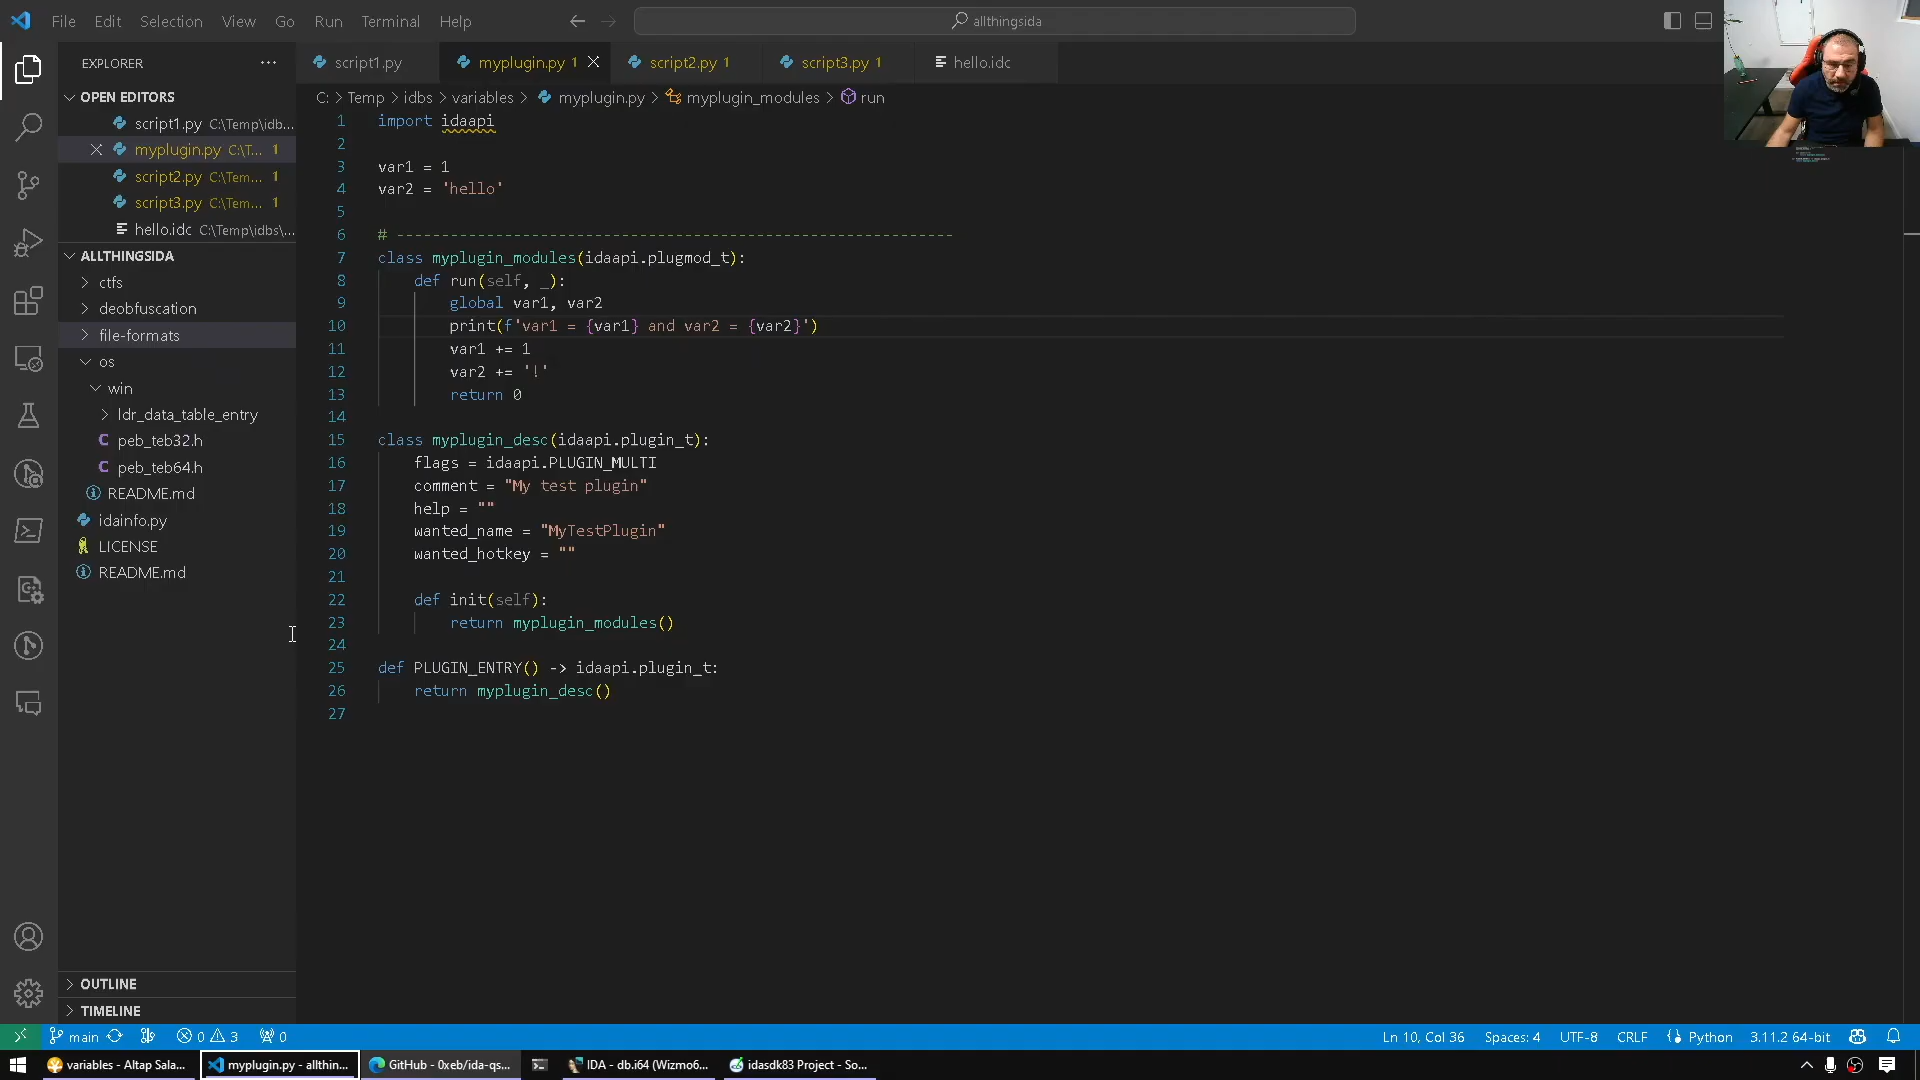 File Edit Selection View Go Run Terminal Help
allthingsida
EXPLORER
OPEN EDITORS
script1.py C:\Temp\idb...
myplugin.py C:\T... 1
script2.py C:\Tem... 1
script3.py C:\Tem... 1
hello.idc C:\Temp\idbs\...
ALLTHINGSIDA
ctfs
deobfuscation
file-formats
os
win
ldr_data_table_entry
C peb_teb32.h
C peb_teb64.h
README.md
idainfo.py
LICENSE
README.md
OUTLINE
TIMELINE
script1.py
myplugin.py 1
script2.py 1
script3.py 1
hello.idc
C: > Temp > idbs > variables > myplugin.py > myplugin_modules > run
1 import idaapi
2
3 var1 = 1
4 var2 = 'hello'
5
6 # --------------------------------------------------------------
7 class myplugin_modules(idaapi.plugmod_t):
8 def run(self, _):
9 global var1, var2
10 print(f'var1 = {var1} and var2 = {var2}')
11 var1 += 1
12 var2 += '!'
13 return 0
14
15 class myplugin_desc(idaapi.plugin_t):
16 flags = idaapi.PLUGIN_MULTI
17 comment = "My test plugin"
18 help = ""
19 wanted_name = "MyTestPlugin"
20 wanted_hotkey = ""
21
22 def init(self):
23 return myplugin_modules()
24
25 def PLUGIN_ENTRY() -> idaapi.plugin_t:
26 return myplugin_desc()
27
main 0 3 0
Ln 10, Col 36 Spaces: 4 UTF-8 CRLF Python 3.11.2 64-bit
variables - Altap Sala...
myplugin.py - allthin...
GitHub - 0xeb/ida-qs...
IDA - db.i64 (Wizmo6...
idasdk83 Project - So...